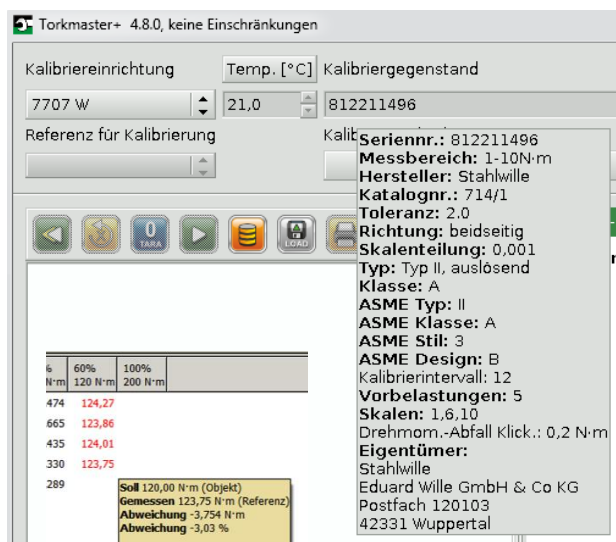 Torkmaster+ 4.8.0, keine Einschränkungen
Kalibriereinrichtung
Temp. [°C]
Kalibriergegenstand
7707 W
21,0
812211496
Referenz für Kalibrierung
Seriennr.: 812211496
Messbereich: 1-10N·m
Hersteller: Stahlwille
Katalognr.: 714/1
Toleranz: 2.0
Richtung: beidseitig
Skalenteilung: 0,001
Typ: Typ II, auslösend
Klasse: A
ASME Typ: II
ASME Klasse: A
ASME Stil: 3
ASME Design: B
Kalibrierintervall: 12
Vorbelastungen: 5
Skalen: 1,6,10
Drehmom.-Abfall Klick.: 0,2 N·m
Eigentümer:
Stahlwille
Eduard Wille GmbH & Co KG
Postfach 120103
42331 Wuppertal
0
TARA
LOAD
% 60% 100%
N·m 120 N·m 200 N·m
474 124,27
665 123,86
435 124,01
330 123,75
289
Soll 120,00 N·m (Objekt)
Gemessen 123,75 N·m (Referenz)
Abweichung -3,754 N·m
Abweichung -3,03 %